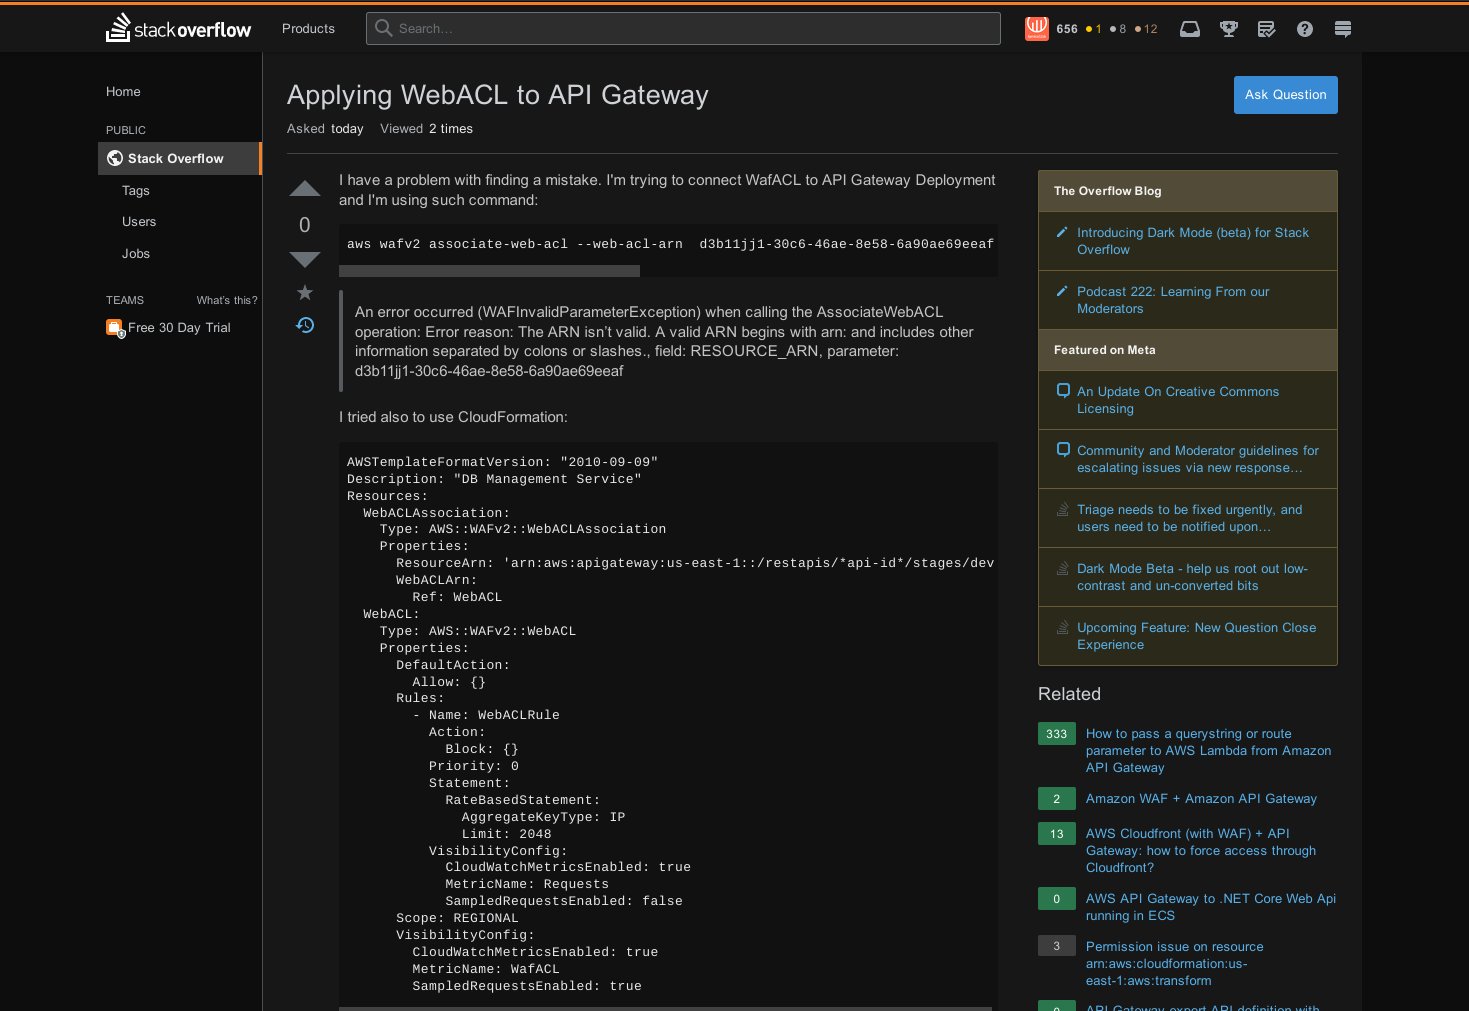 stackoverflow
Products
Search…
656 1 8 12
Home
PUBLIC
Stack Overflow
Tags
Users
Jobs
TEAMS What's this?
Free 30 Day Trial
Applying WebACL to API Gateway
Ask Question
Asked today Viewed 2 times
0
I have a problem with finding a mistake. I'm trying to connect WafACL to API Gateway Deployment
and I'm using such command:
aws wafv2 associate-web-acl --web-acl-arn  d3b11jj1-30c6-46ae-8e58-6a90ae69eeaf
An error occurred (WAFInvalidParameterException) when calling the AssociateWebACL
operation: Error reason: The ARN isn't valid. A valid ARN begins with arn: and includes other
information separated by colons or slashes., field: RESOURCE_ARN, parameter:
d3b11jj1-30c6-46ae-8e58-6a90ae69eeaf
I tried also to use CloudFormation:
AWSTemplateFormatVersion: "2010-09-09"
Description: "DB Management Service"
Resources:
  WebACLAssociation:
    Type: AWS::WAFv2::WebACLAssociation
    Properties:
      ResourceArn: 'arn:aws:apigateway:us-east-1::/restapis/*api-id*/stages/dev
      WebACLArn:
        Ref: WebACL
  WebACL:
    Type: AWS::WAFv2::WebACL
    Properties:
      DefaultAction:
        Allow: {}
      Rules:
        - Name: WebACLRule
          Action:
            Block: {}
          Priority: 0
          Statement:
            RateBasedStatement:
              AggregateKeyType: IP
              Limit: 2048
          VisibilityConfig:
            CloudWatchMetricsEnabled: true
            MetricName: Requests
            SampledRequestsEnabled: false
      Scope: REGIONAL
      VisibilityConfig:
        CloudWatchMetricsEnabled: true
        MetricName: WafACL
        SampledRequestsEnabled: true
The Overflow Blog
Introducing Dark Mode (beta) for Stack
Overflow
Podcast 222: Learning From our
Moderators
Featured on Meta
An Update On Creative Commons
Licensing
Community and Moderator guidelines for
escalating issues via new response…
Triage needs to be fixed urgently, and
users need to be notified upon…
Dark Mode Beta - help us root out low-
contrast and un-converted bits
Upcoming Feature: New Question Close
Experience
Related
333 How to pass a querystring or route
parameter to AWS Lambda from Amazon
API Gateway
2 Amazon WAF + Amazon API Gateway
13 AWS Cloudfront (with WAF) + API
Gateway: how to force access through
Cloudfront?
0 AWS API Gateway to .NET Core Web Api
running in ECS
3 Permission issue on resource
arn:aws:cloudformation:us-
east-1:aws:transform
0 API Gateway export API definition with